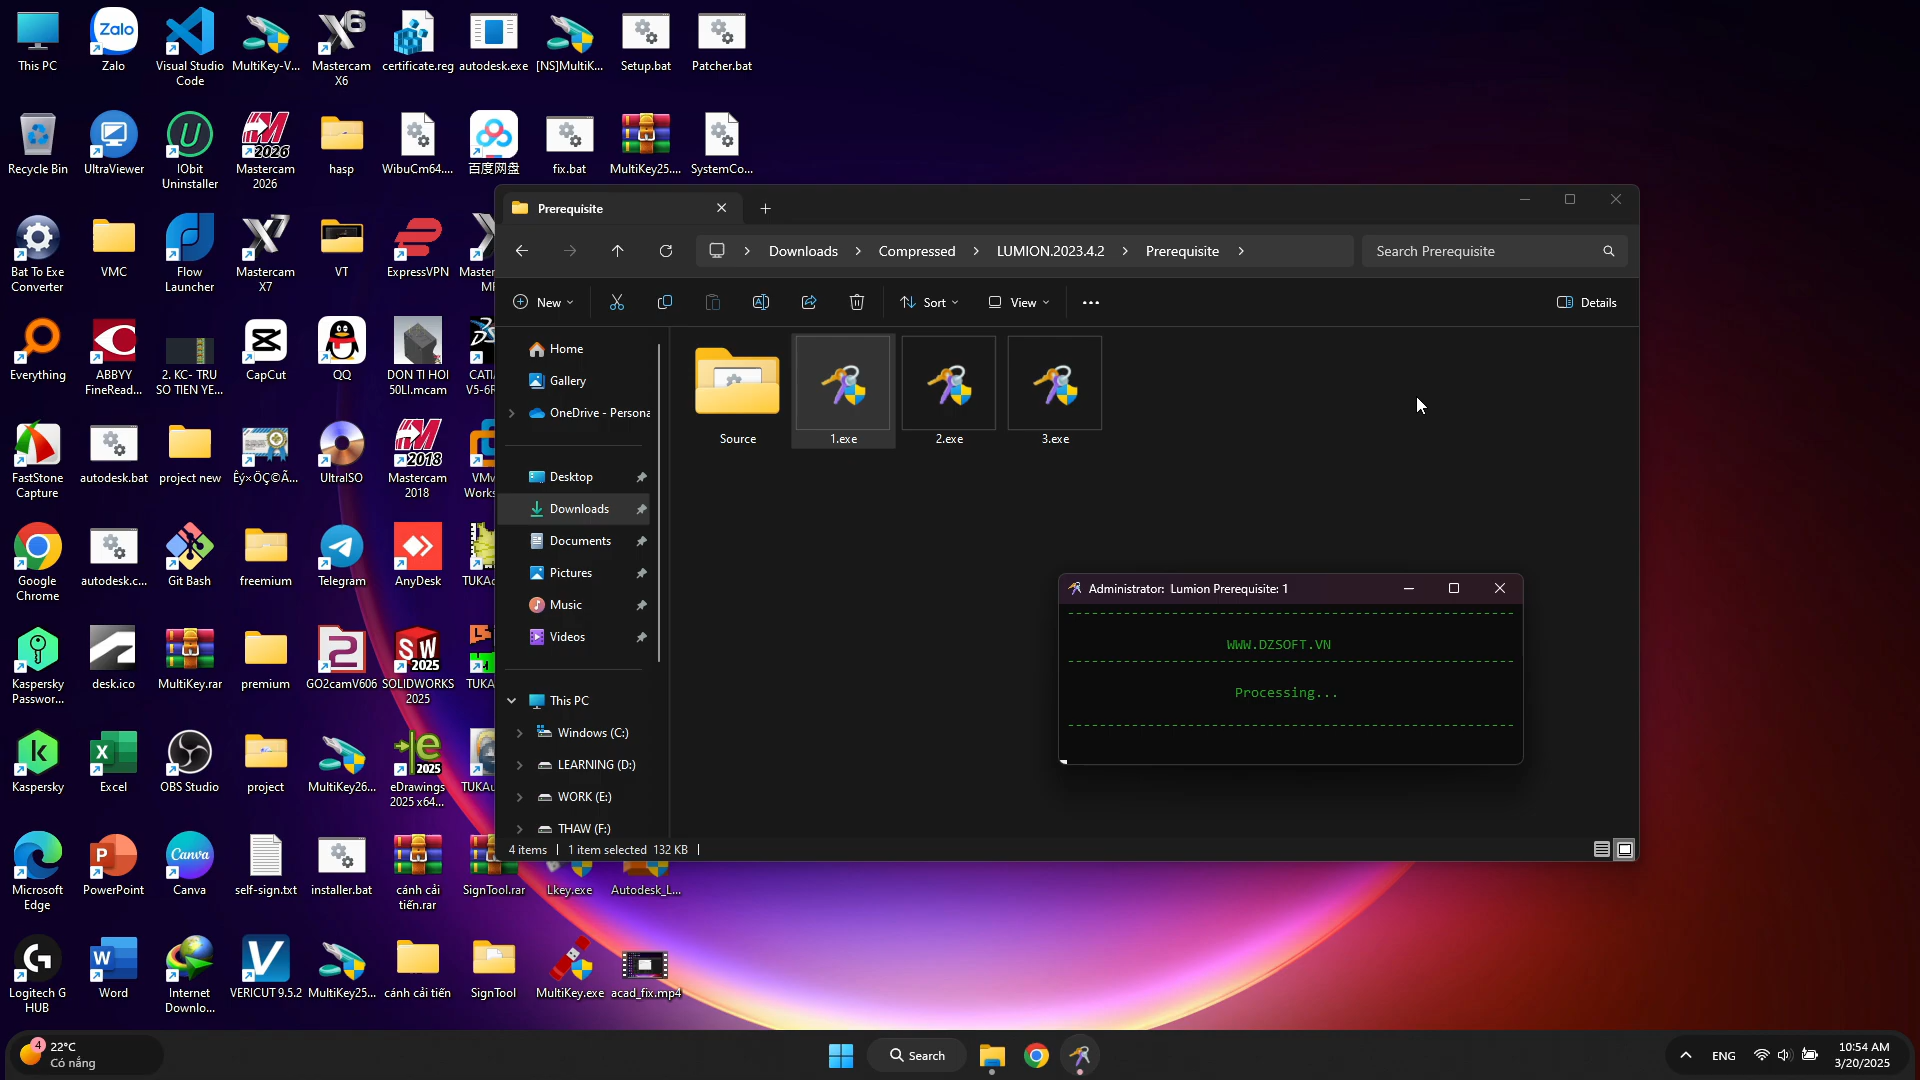 This PC
Zalo
Visual Studio
Code
MultiKey-V...
Mastercam
X6
certificate.reg
autodesk.exe
[NS]MultiK...
Setup.bat
Patcher.bat
Recycle Bin
UltraViewer
IObit
Uninstaller
Mastercam
2026
hasp
WibuCm64....
百度网盘
fix.bat
MultiKey25....
SystemCo...
Bat To Exe
Converter
VMC
Flow
Launcher
Mastercam
X7
VT
ExpressVPN
Everything
ABBYY
FineRead...
2. KC- TRU
SO TIEN YE...
CapCut
QQ
DON TI HOI
50LI.mcam
CATI
V5-6R
FastStone
Capture
autodesk.bat
project new
Êý×ÖÇ©Ã...
UltraISO
Mastercam
2018
Google
Chrome
autodesk.c...
Git Bash
freemium
Telegram
AnyDesk
Kaspersky
Passwor...
desk.ico
MultiKey.rar
premium
GO2camV606
SOLIDWORKS
2025
TUKA
Kaspersky
Excel
OBS Studio
project
MultiKey26...
eDrawings
2025 x64...
Microsoft
Edge
PowerPoint
Canva
self-sign.txt
installer.bat
cánh cải
tiến.rar
SignTool.rar
Lkey.exe
Autodesk_L...
Logitech G
HUB
Word
Internet
Downlo...
VERICUT 9.5.2
MultiKey25...
cánh cải tiến
SignTool
MultiKey.exe
acad_fix.mp4
Prerequisite
Downloads
Compressed
LUMION.2023.4.2
Prerequisite
Search Prerequisite
New
Sort
View
Details
Home
Gallery
OneDrive - Persona
Desktop
Downloads
Documents
Pictures
Music
Videos
This PC
Windows (C:)
LEARNING (D:)
WORK (E:)
THAW (F:)
Source
1.exe
2.exe
3.exe
4 items
1 item selected 132 KB
Administrator: Lumion Prerequisite: 1
WWW.DZSOFT.VN
Processing...
4
22°C
Có nắng
Search
ENG
10:54 AM
3/20/2025